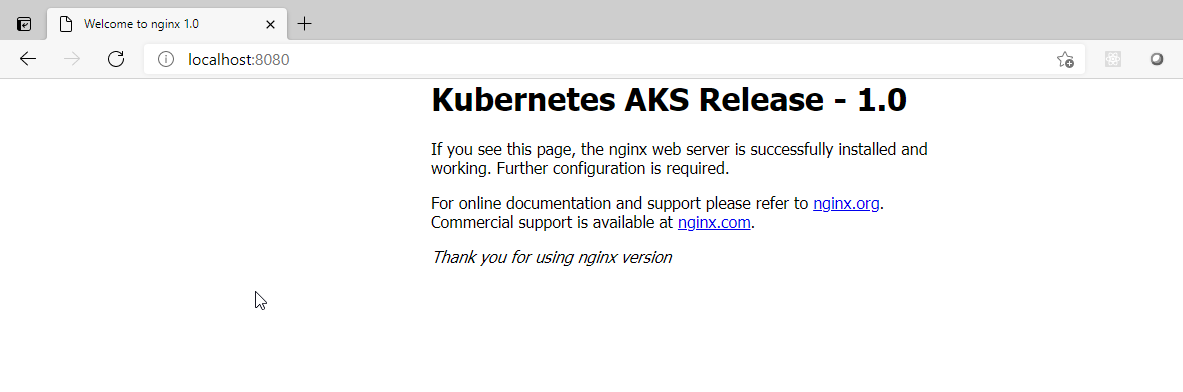 Welcome to nginx 1.0
localhost:8080
Kubernetes AKS Release - 1.0
If you see this page, the nginx web server is successfully installed and
working. Further configuration is required.
For online documentation and support please refer to nginx.org.
Commercial support is available at nginx.com.
Thank you for using nginx version